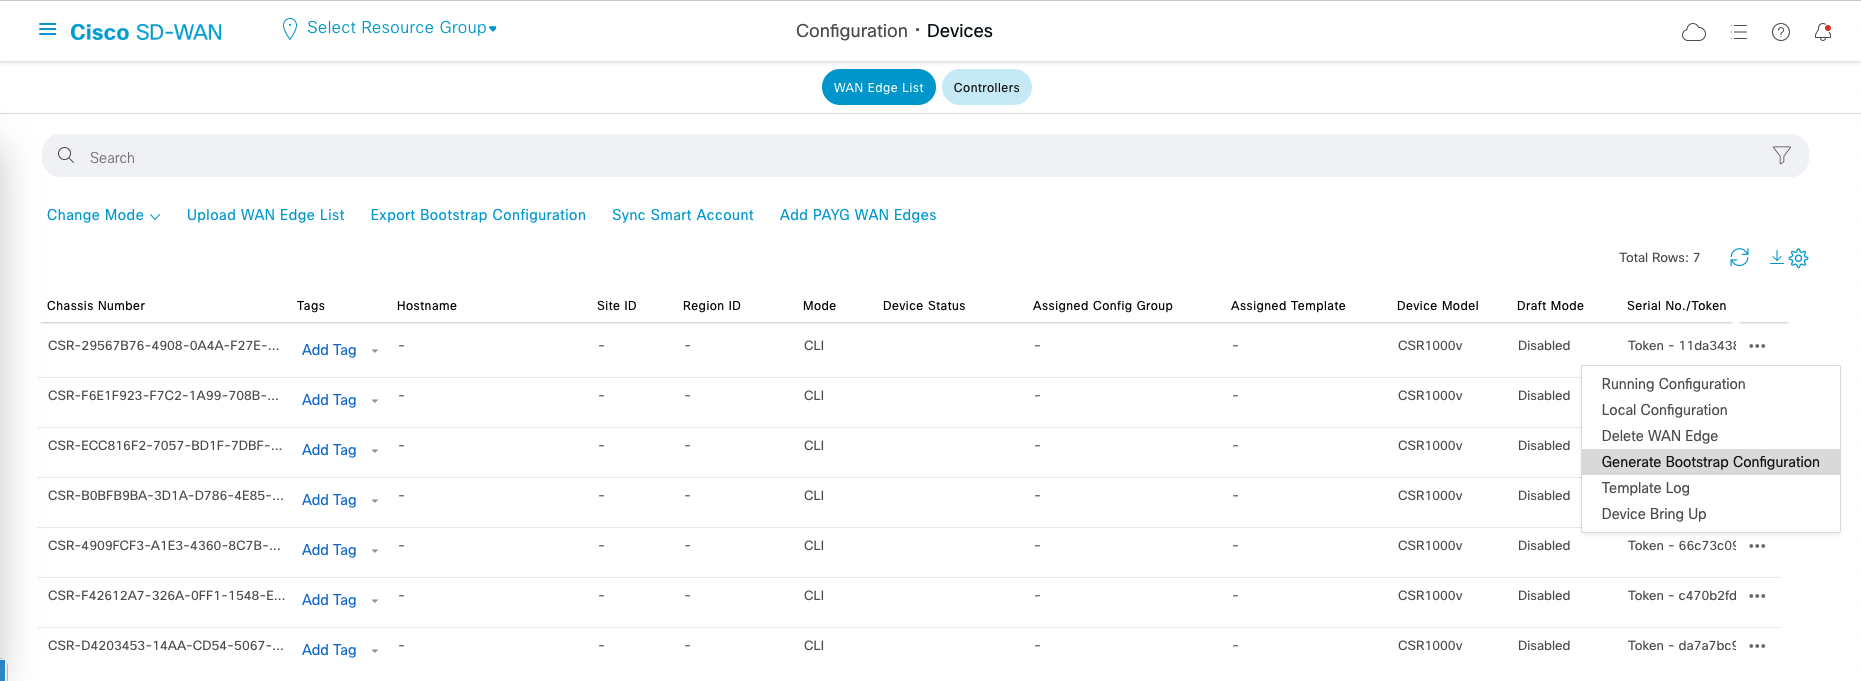 Cisco SD-WAN Select Resource Group Configuration · Devices
WAN Edge List Controllers
Search
Change Mode Upload WAN Edge List Export Bootstrap Configuration Sync Smart Account Add PAYG WAN Edges
Total Rows: 7
Chassis Number Tags Hostname Site ID Region ID Mode Device Status Assigned Config Group Assigned Template Device Model Draft Mode Serial No./Token
CSR-29567B76-4908-0A4A-F27E-... Add Tag - - - CLI - - CSR1000v Disabled Token - 11da3438 •••
CSR-F6E1F923-F7C2-1A99-708B-... Add Tag - - - CLI - - CSR1000v Disabled
CSR-ECC816F2-7057-BD1F-7DBF-... Add Tag - - - CLI - - CSR1000v Disabled
CSR-B0BFB9BA-3D1A-D786-4E85-... Add Tag - - - CLI - - CSR1000v Disabled
Running Configuration
Local Configuration
Delete WAN Edge
Generate Bootstrap Configuration
Template Log
Device Bring Up
CSR-4909FCF3-A1E3-4360-8C7B-... Add Tag - - - CLI - - CSR1000v Disabled Token - 66c73c09 •••
CSR-F42612A7-326A-0FF1-1548-E... Add Tag - - - CLI - - CSR1000v Disabled Token - c470b2fd •••
CSR-D4203453-14AA-CD54-5067-... Add Tag - - - CLI - - CSR1000v Disabled Token - da7a7bc9 •••